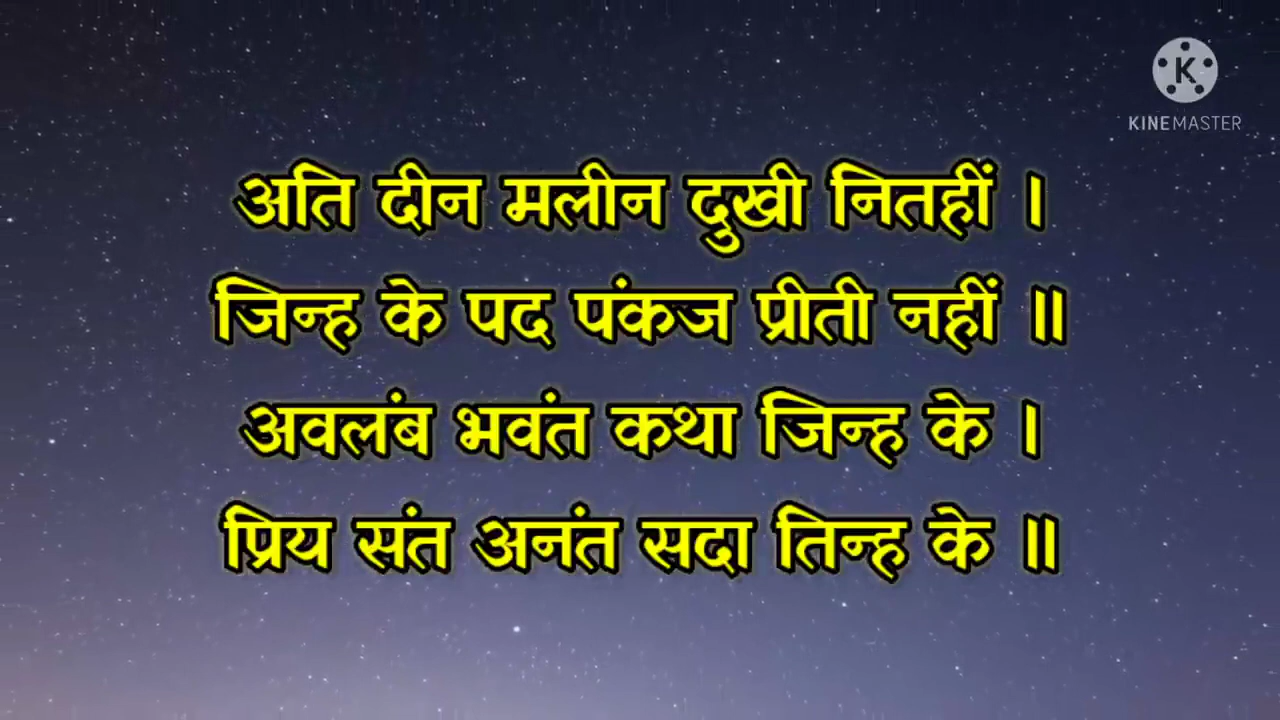 KINEMASTER
अति दीन मलीन दुखी नितहीं ।
जिन्ह के पद पंकज प्रीती नहीं ॥
अवलंब भवंत कथा जिन्ह के ।
प्रिय संत अनंत सदा तिन्ह के ॥